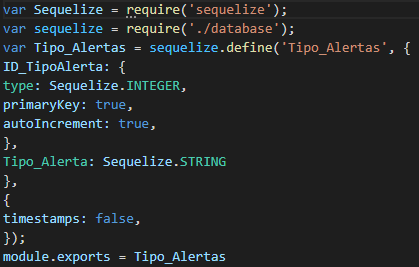 var Sequelize = require('sequelize');
var sequelize = require('./database');
var Tipo_Alertas = sequelize.define('Tipo_Alertas', {
ID_TipoAlerta: {
type: Sequelize.INTEGER,
primaryKey: true,
autoIncrement: true,
},
Tipo_Alerta: Sequelize.STRING
},
{
timestamps: false,
});
module.exports = Tipo_Alertas